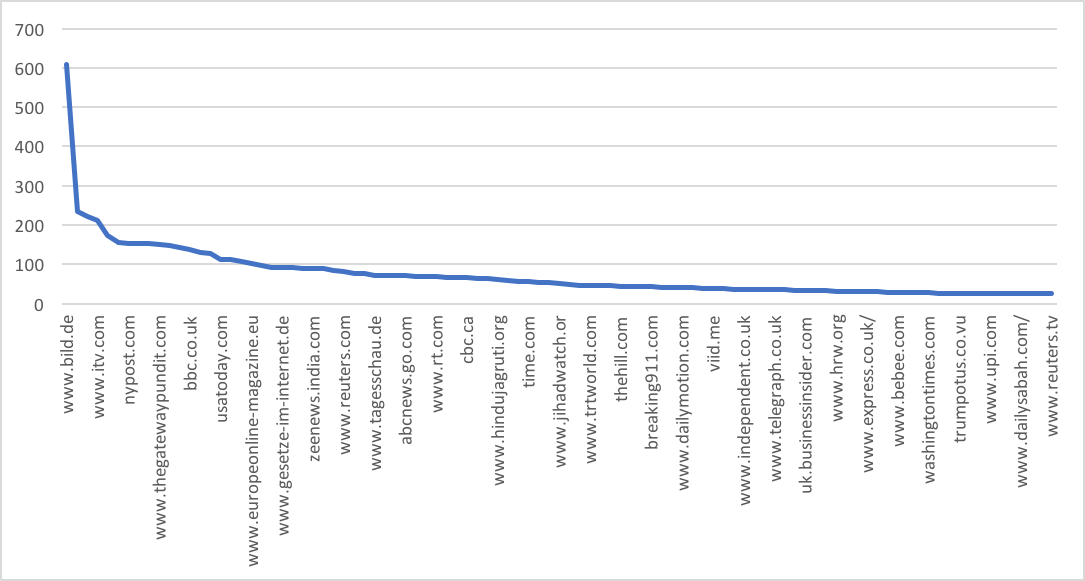 700
600
500
400
300
200
100
0
www.bild.de
www.itv.com
nypost.com
www.thegatewaypundit.com
bbc.co.uk
usatoday.com
www.europeonline-magazine.eu
www.gesetze-im-internet.de
zeenews.india.com
www.reuters.com
www.tagesschau.de
abcnews.go.com
www.rt.com
cbc.ca
www.hindujagruti.org
time.com
www.jihadwatch.or
www.trtworld.com
thehill.com
breaking911.com
www.dailymotion.com
viid.me
www.independent.co.uk
www.telegraph.co.uk
uk.businessinsider.com
www.hrw.org
www.express.co.uk/
www.bebee.com
washingtontimes.com
trumpotus.co.vu
www.upi.com
www.dailysabah.com/
www.reuters.tv